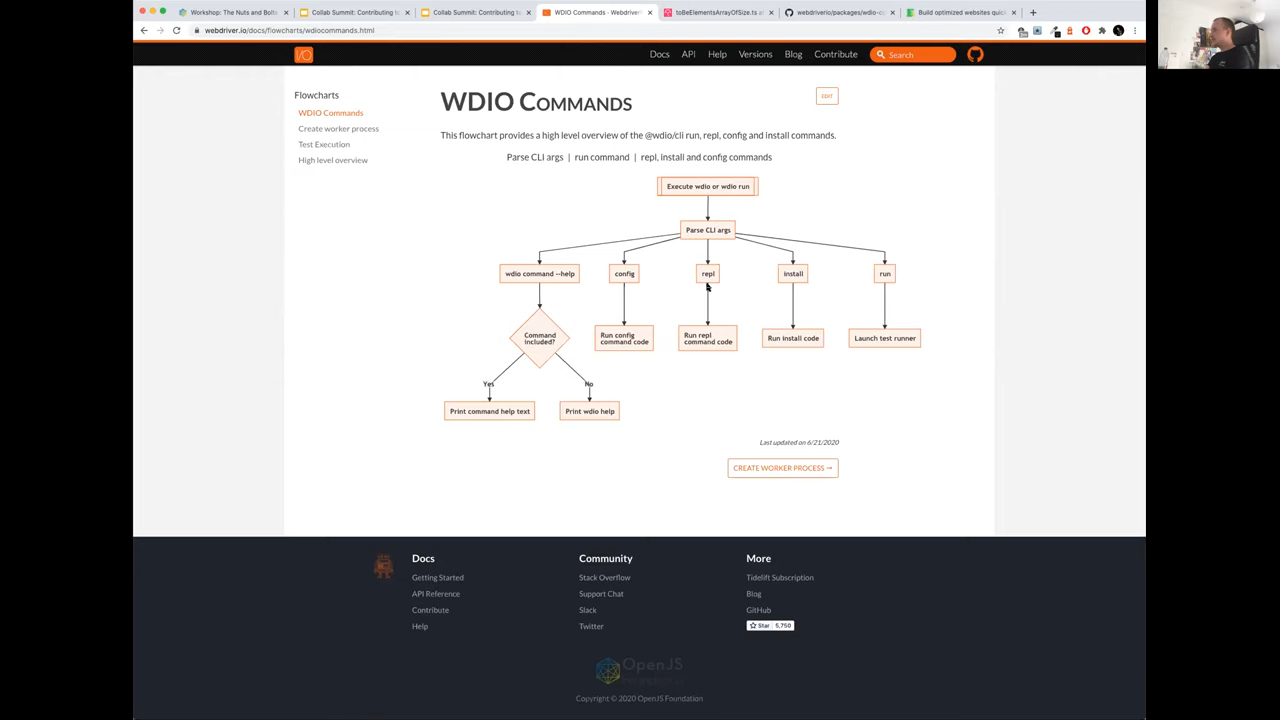 Workshop: The Nuts and Bolts
Collab Summit: Contributing to
Collab Summit: Contributing to
WDIO Commands - WebdriverI
toBeElementsArrayOfSize.ts at
webdriverio/packages/wdio-cl
Build optimized websites quick
webdriver.io/docs/flowcharts/wdiocommands.html
I/O
Docs
API
Help
Versions
Blog
Contribute
Search
Flowcharts
WDIO Commands
Create worker process
Test Execution
High level overview
WDIO Commands
EDIT
This flowchart provides a high level overview of the @wdio/cli run, repl, config and install commands.
Parse CLI args | run command | repl, install and config commands
Execute wdio or wdio run
Parse CLI args
wdio command --help
config
repl
install
run
Command
included?
Run config
command code
Run repl
command code
Run install code
Launch test runner
Yes
No
Print command help text
Print wdio help
Last updated on 6/21/2020
CREATE WORKER PROCESS →
Docs
Getting Started
API Reference
Contribute
Help
Community
Stack Overflow
Support Chat
Slack
Twitter
More
Tidelift Subscription
Blog
GitHub
Star
5,750
OpenJS
Copyright © 2020 OpenJS Foundation